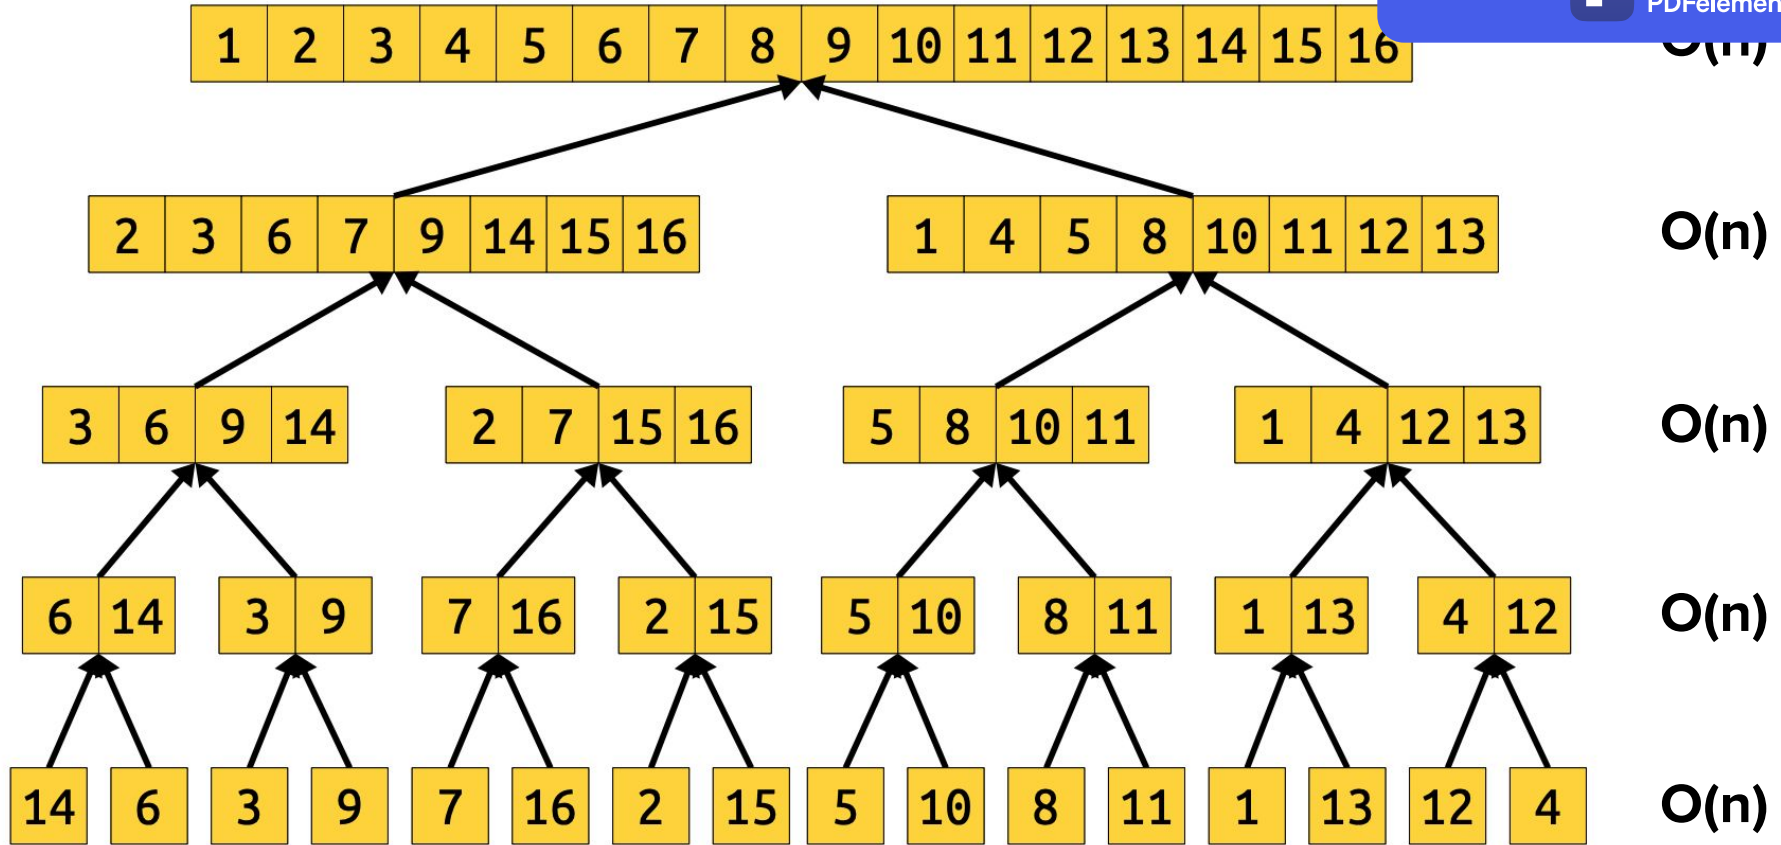 PDFelemen
1 2 3 4 5 6 7 8 9 10 11 12 13 14 15 16 O(n)
2 3 6 7 9 14 15 16 1 4 5 8 10 11 12 13 O(n)
3 6 9 14 2 7 15 16 5 8 10 11 1 4 12 13 O(n)
6 14 3 9 7 16 2 15 5 10 8 11 1 13 4 12 O(n)
14 6 3 9 7 16 2 15 5 10 8 11 1 13 12 4 O(n)